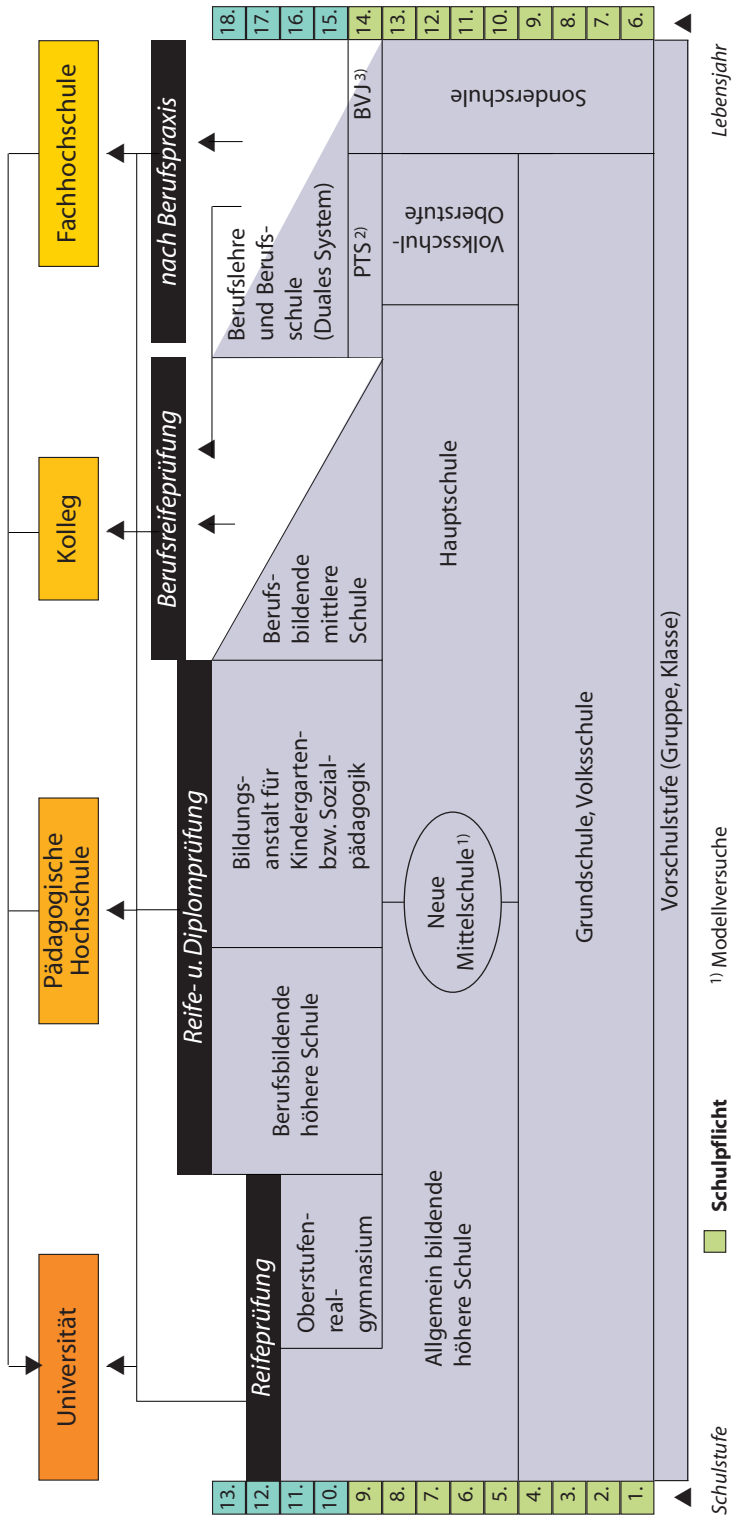 Universität
Pädagogische
Hochschule
Kolleg
Fachhochschule
Reifeprüfung
Reife- u. Diplomprüfung
Berufsreifeprüfung
nach Berufspraxis
13.
12.
11.
10.
9.
8.
7.
6.
5.
4.
3.
2.
1.
Oberstufen-
real-
gymnasium
Berufsbildende
höhere Schule
Bildungs-
anstalt für
Kindergarten-
bzw. Sozial-
pädagogik
Berufs-
bildende
mittlere
Schule
Berufslehre
und Berufs-
schule
(Duales System)
PTS 2)
BVJ 3)
Allgemein bildende
höhere Schule
Neue
Mittelschule 1)
Hauptschule
Volksschul-
Oberstufe
Sonderschule
Grundschule, Volksschule
Vorschulstufe (Gruppe, Klasse)
18.
17.
16.
15.
14.
13.
12.
11.
10.
9.
8.
7.
6.
Schulstufe
Schulpflicht
1) Modellversuche
Lebensjahr